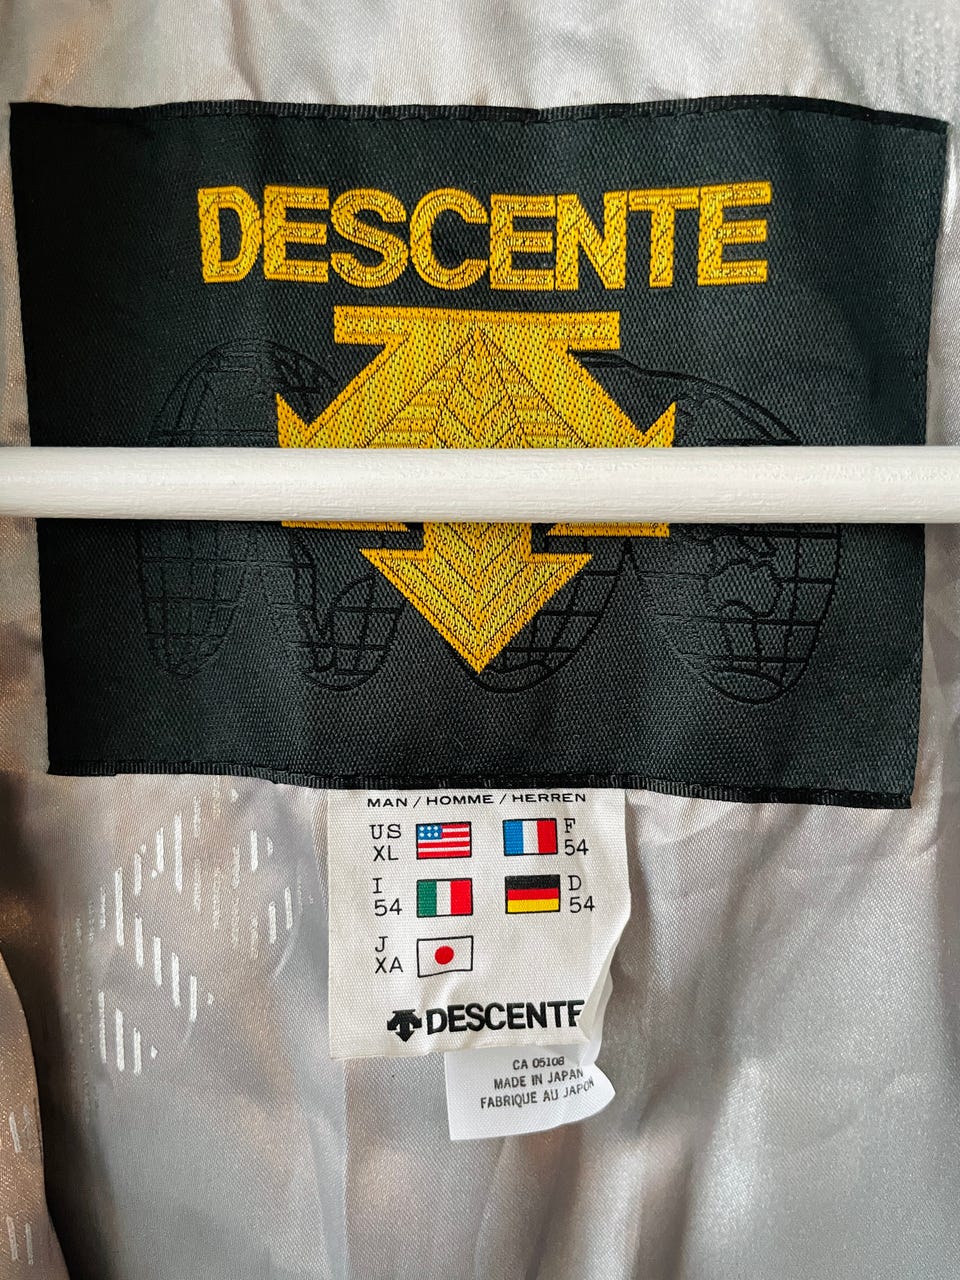 DESCENTE
MAN / HOMME / HERREN
US
XL
F
54
I
54
D
54
J
XA
DESCENTE
CA 05108
MADE IN JAPAN
FABRIQUE AU JAPON